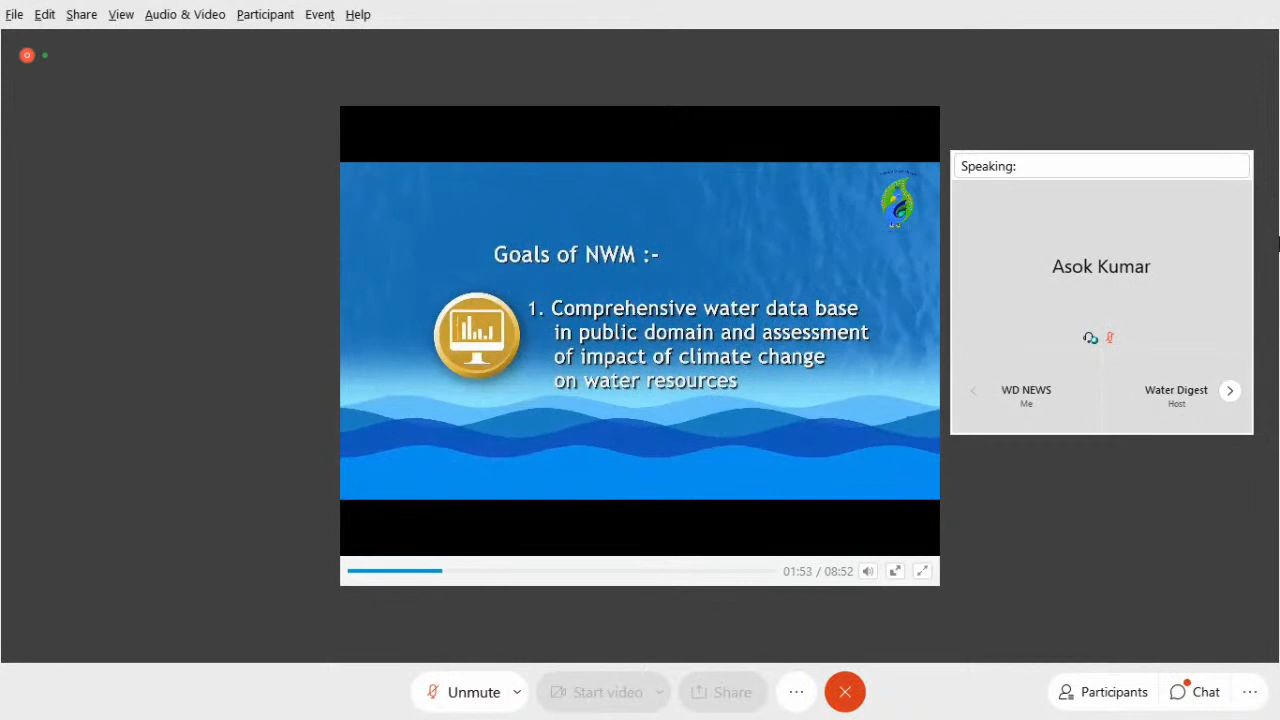 File Edit Share View Audio & Video Participant Event Help
Speaking:
Goals of NWM :-
1. Comprehensive water data base
in public domain and assessment
of impact of climate change
on water resources
Asok Kumar
WD NEWS
Me
Water Digest
Host
01:53 / 08:52
Unmute
Start video
Share
Participants
Chat